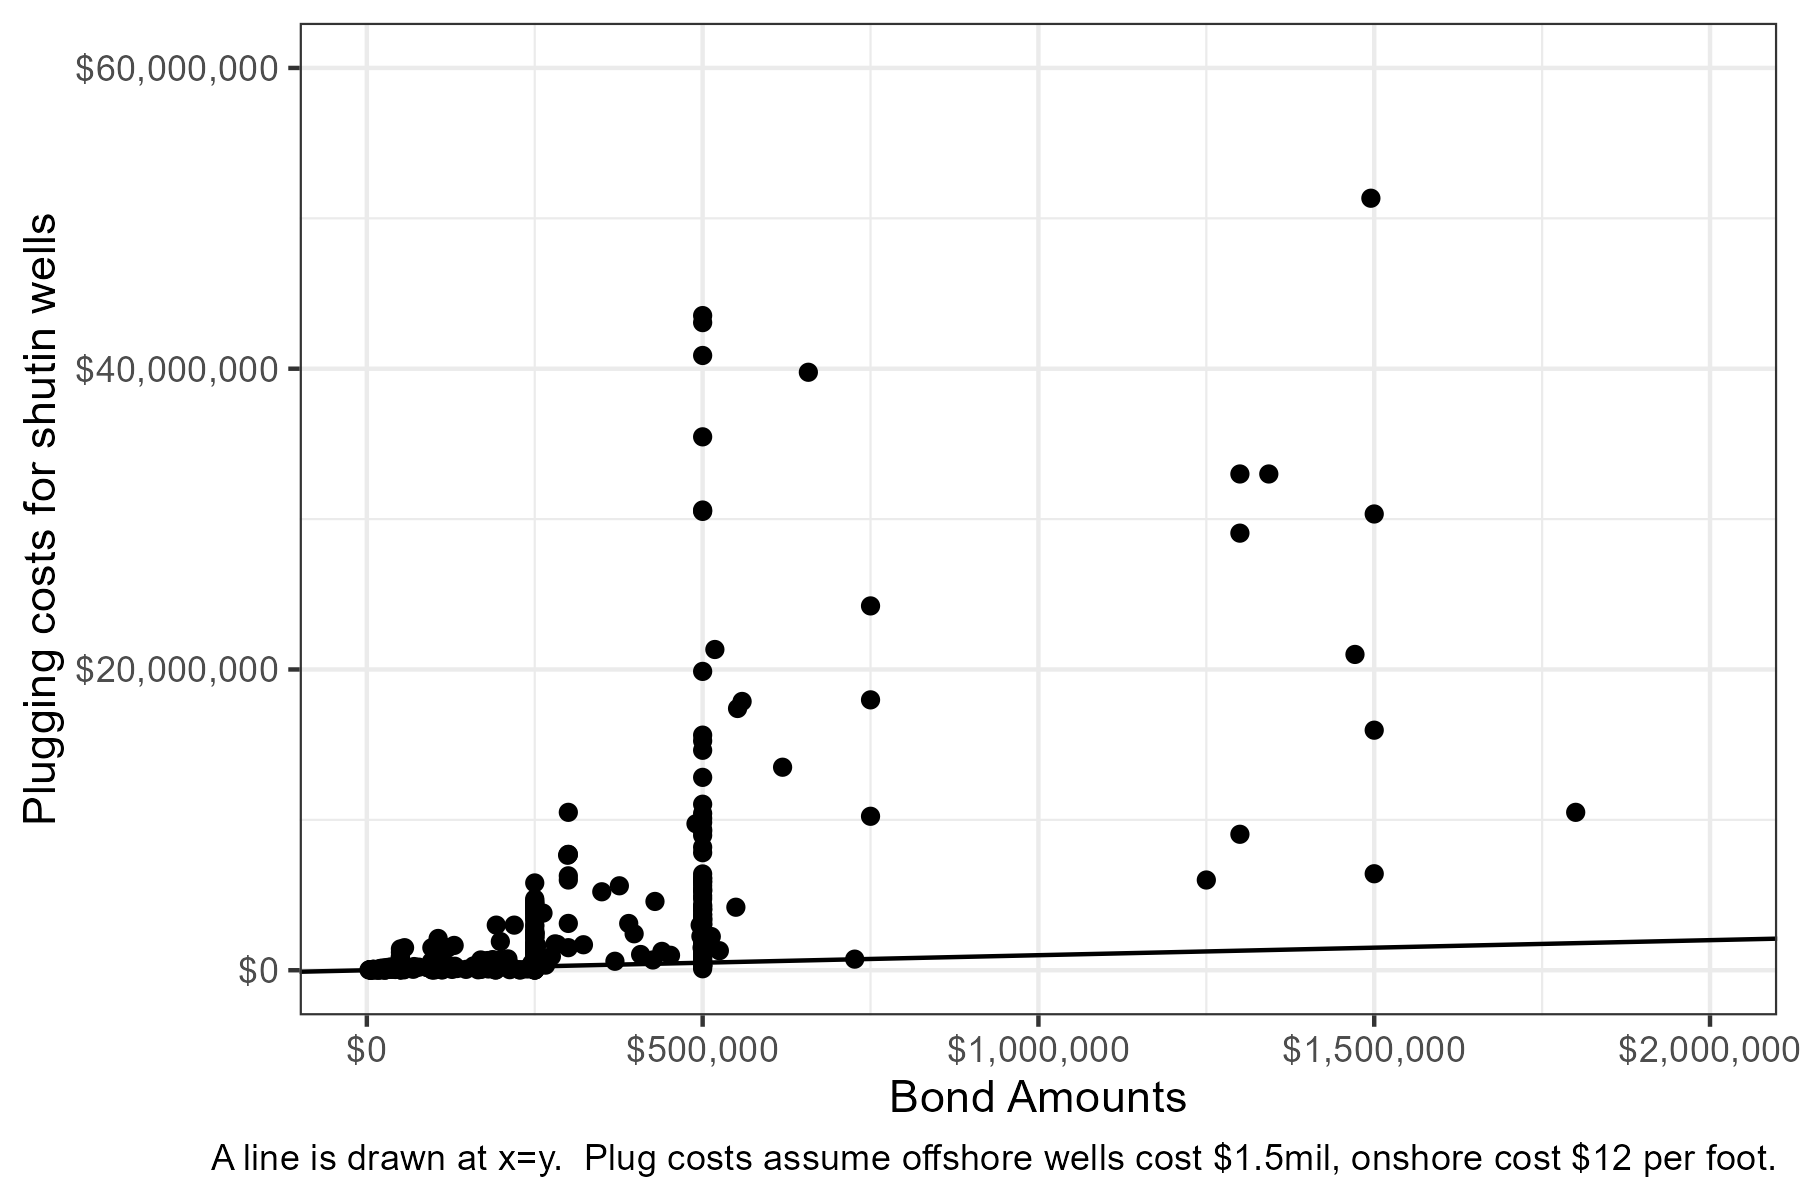 Plugging costs for shutin wells
$60,000,000
$40,000,000
$20,000,000
$0
$0 $500,000 $1,000,000 $1,500,000 $2,000,000
Bond Amounts
A line is drawn at x=y.  Plug costs assume offshore wells cost $1.5mil, onshore cost $12 per foot.